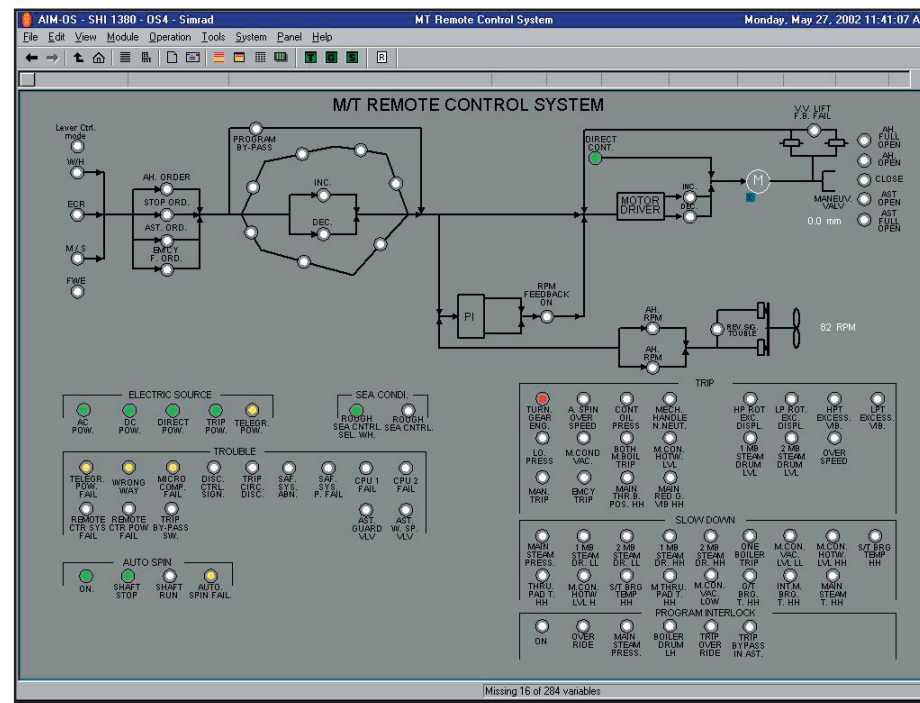 AIM-OS - SHI 1380 - OS4 - Simrad
MT Remote Control System
Monday, May 27, 2002 11:41:07 A
File Edit View Module Operation Tools System Panel Help
T G S R
M/T REMOTE CONTROL SYSTEM
Lever Ctrl.
mode
W/H
ECR
M/S
FWE
AH. ORDER
STOP ORD.
AST. ORD.
EMCY
F. ORD.
PROGRAM
BY-PASS
INC.
DEC.
DIRECT
CONT.
MOTOR
DRIVER
INC.
DEC.
M
X
V.V. LIFT
F.B. FAIL
MANEUV.
VALV
0.0 mm
AH.
FULL
OPEN
AH.
OPEN
CLOSE
AST
OPEN
AST
FULL
OPEN
PI
RPM
FEEDBACK
ON
AH.
RPM
AH.
RPM
REV.SIG.
TOUBLE
82 RPM
ELECTRIC SOURCE
AC
POW.
DC
POW.
DIRECT
POW.
TRIP
POW.
TELEGR.
POW.
SEA CONDI.
ROUGH
SEA CNTRL.
SEL. WH.
ROUGH
SEA CNTRL.
TROUBLE
TELEGR.
POW.
FAIL
WRONG
WAY
MICRO
COMP.
FAIL
DISC.
CTRL.
SIGN.
TRIP
CIRC.
DISC.
SAF.
SYS.
ABN.
SAF.
SYS.
P. FAIL
CPU 1
FAIL
CPU 2
FAIL
REMOTE
CTR SYS
FAIL
REMOTE
CTR POW
FAIL
TRIP
BY-PASS
SW.
AST.
GUARD
VLV
AST.
W. SP.
VLV
AUTO SPIN
ON.
SHAFT
STOP
SHAFT
RUN
AUTO.
SPIN FAIL.
TRIP
TURN.
GEAR
ENG.
A. SPIN
OVER
SPEED
CONT
OIL
PRESS
MECH.
HANDLE
N.NEUT.
HP ROT
EXC.
DISPL.
LP ROT.
EXC.
DISPL.
HPT
EXCESS.
VIB.
LPT
EXCESS.
VIB.
LO.
PRESS
M.COND
VAC.
BOTH
M.BOIL
TRIP
M.CON.
HOTW.
LVL
1 MB
STEAM
DRUM
LVL
2 MB
STEAM
DRUM
LVL
OVER
SPEED
MAN.
TRIP
EMCY
TRIP
MAIN
THR.B.
POS. HH
MAIN
RED G.
VIB HH
SLOW DOWN
MAIN
STEAM
PRESS.
1 MB
STEAM
DR. LL
2 MB
STEAM
DR. LL
1 MB
STEAM
DR. HH
2 MB
STEAM
DR. HH
ONE
BOILER
TRIP
M.CON.
VAC.
LVL LL
M.CON.
HOTW.
LVL HH
S/T BRG
TEMP
HH
THRU.
PAD T.
HH
M.CON.
HOTW
LVL H
S/T BRG
TEMP
HH
M.THRU.
PAD T.
HH
M.CON.
VAC.
LOW
G/T
BRG.
T. HH
INT.M.
BRG.
T. HH
MAIN
STEAM
T. HH
PROGRAM INTERLOCK
ON
OVER
RIDE
MAIN
STEAM
PRESS.
BOILER
DRUM
LH
TRIP
OVER
RIDE
TRIP
BYPASS
IN AST.
Missing 16 of 284 variables